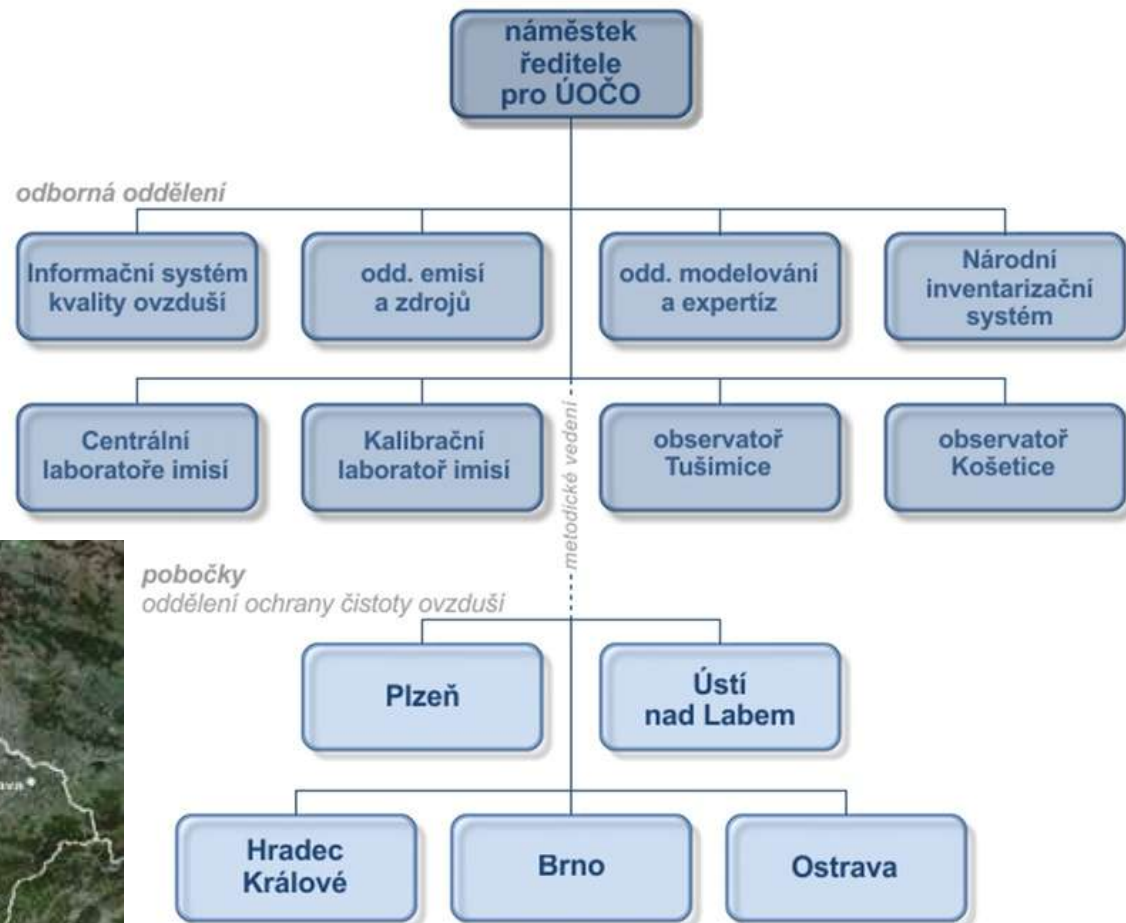 náměstek
ředitele
pro ÚOČO
odborná oddělení
Informační systém
kvality ovzduší
odd. emisí
a zdrojů
odd. modelování
a expertíz
Národní
inventarizační
systém
Centrální
laboratoře imisí
Kalibrační
laboratoř imisí
observatoř
Tušimice
observatoř
Košetice
metodické vedení
pobočky
oddělení ochrany čistoty ovzduší
Plzeň
Ústí
nad Labem
Hradec
Králové
Brno
Ostrava